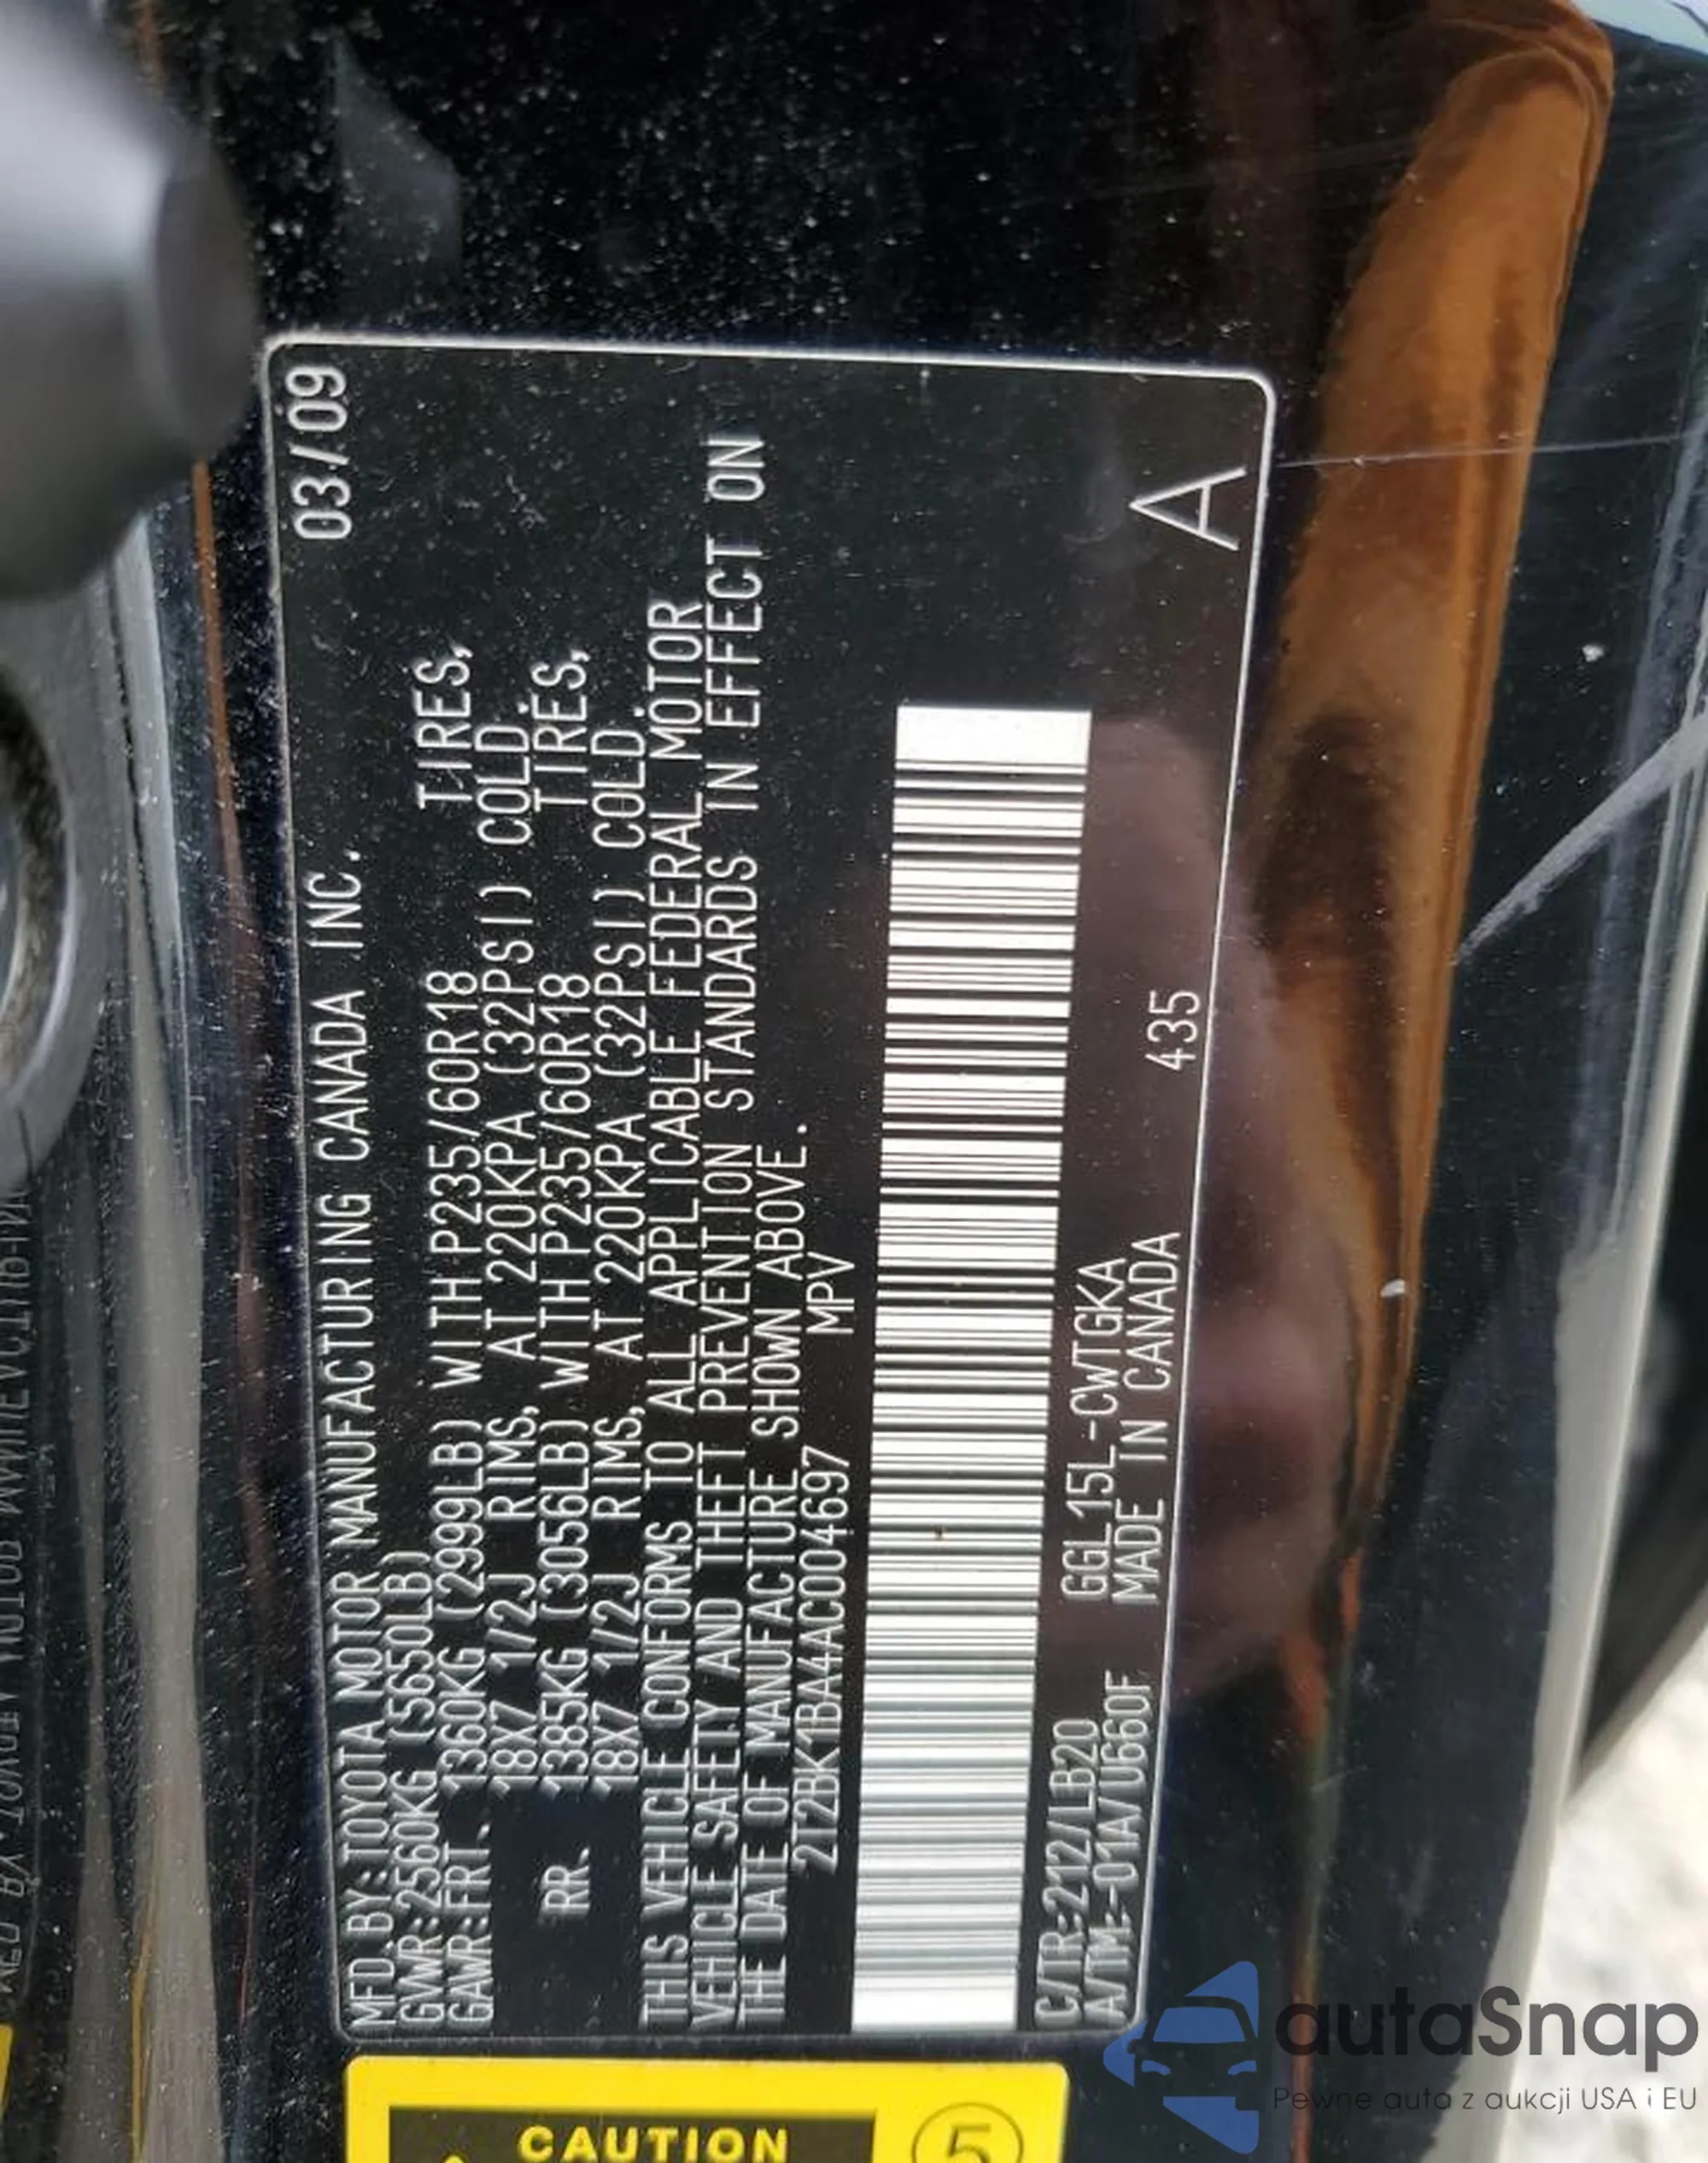 MFD.BY:TOYOTA MOTOR MANUFACTURING CANADA INC. 03/09
GVWR:2560KG (5650LB)
GAWR:FRT. 1360KG (2999LB) WITH P235/60R18 TIRES,
18X7 1/2J RIMS, AT 220KPA (32PSI) COLD.
RR. 1385KG (3056LB) WITH P235/60R18 TIRES,
18X7 1/2J RIMS, AT 220KPA (32PSI) COLD.
THIS VEHICLE CONFORMS TO ALL APPLICABLE FEDERAL MOTOR
VEHICLE SAFETY AND THEFT PREVENTION STANDARDS IN EFFECT ON
THE DATE OF MANUFACTURE SHOWN ABOVE.
2T2BK1BA4AC004697 MPV
C/TR:212/LB20 GGL15L-CWTGKA
A/TM:-01A/U660F MADE IN CANADA 435 A
CAUTION 5
autaSnap
Pewne auta z aukcji USA i EU